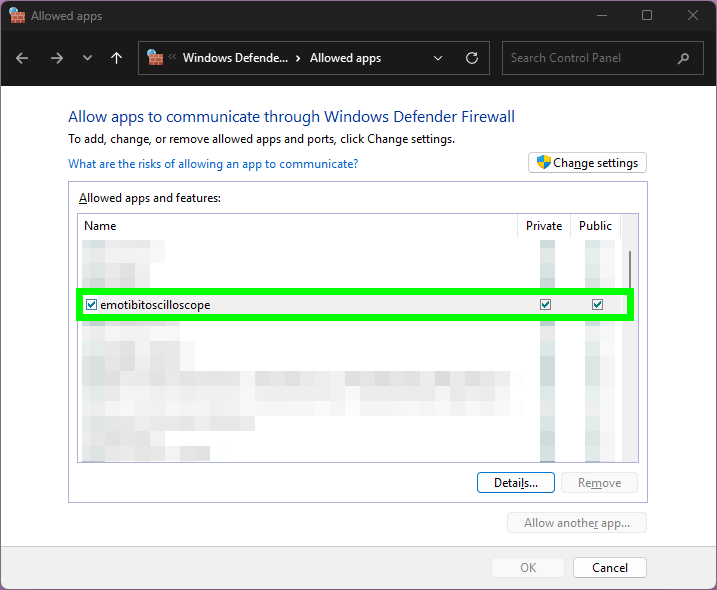 Allowed apps
Windows Defende... Allowed apps
Search Control Panel
Allow apps to communicate through Windows Defender Firewall
To add, change, or remove allowed apps and ports, click Change settings.
What are the risks of allowing an app to communicate?
Change settings
Allowed apps and features:
Name Private Public
emotibitoscilloscope
Details... Remove
Allow another app...
OK Cancel